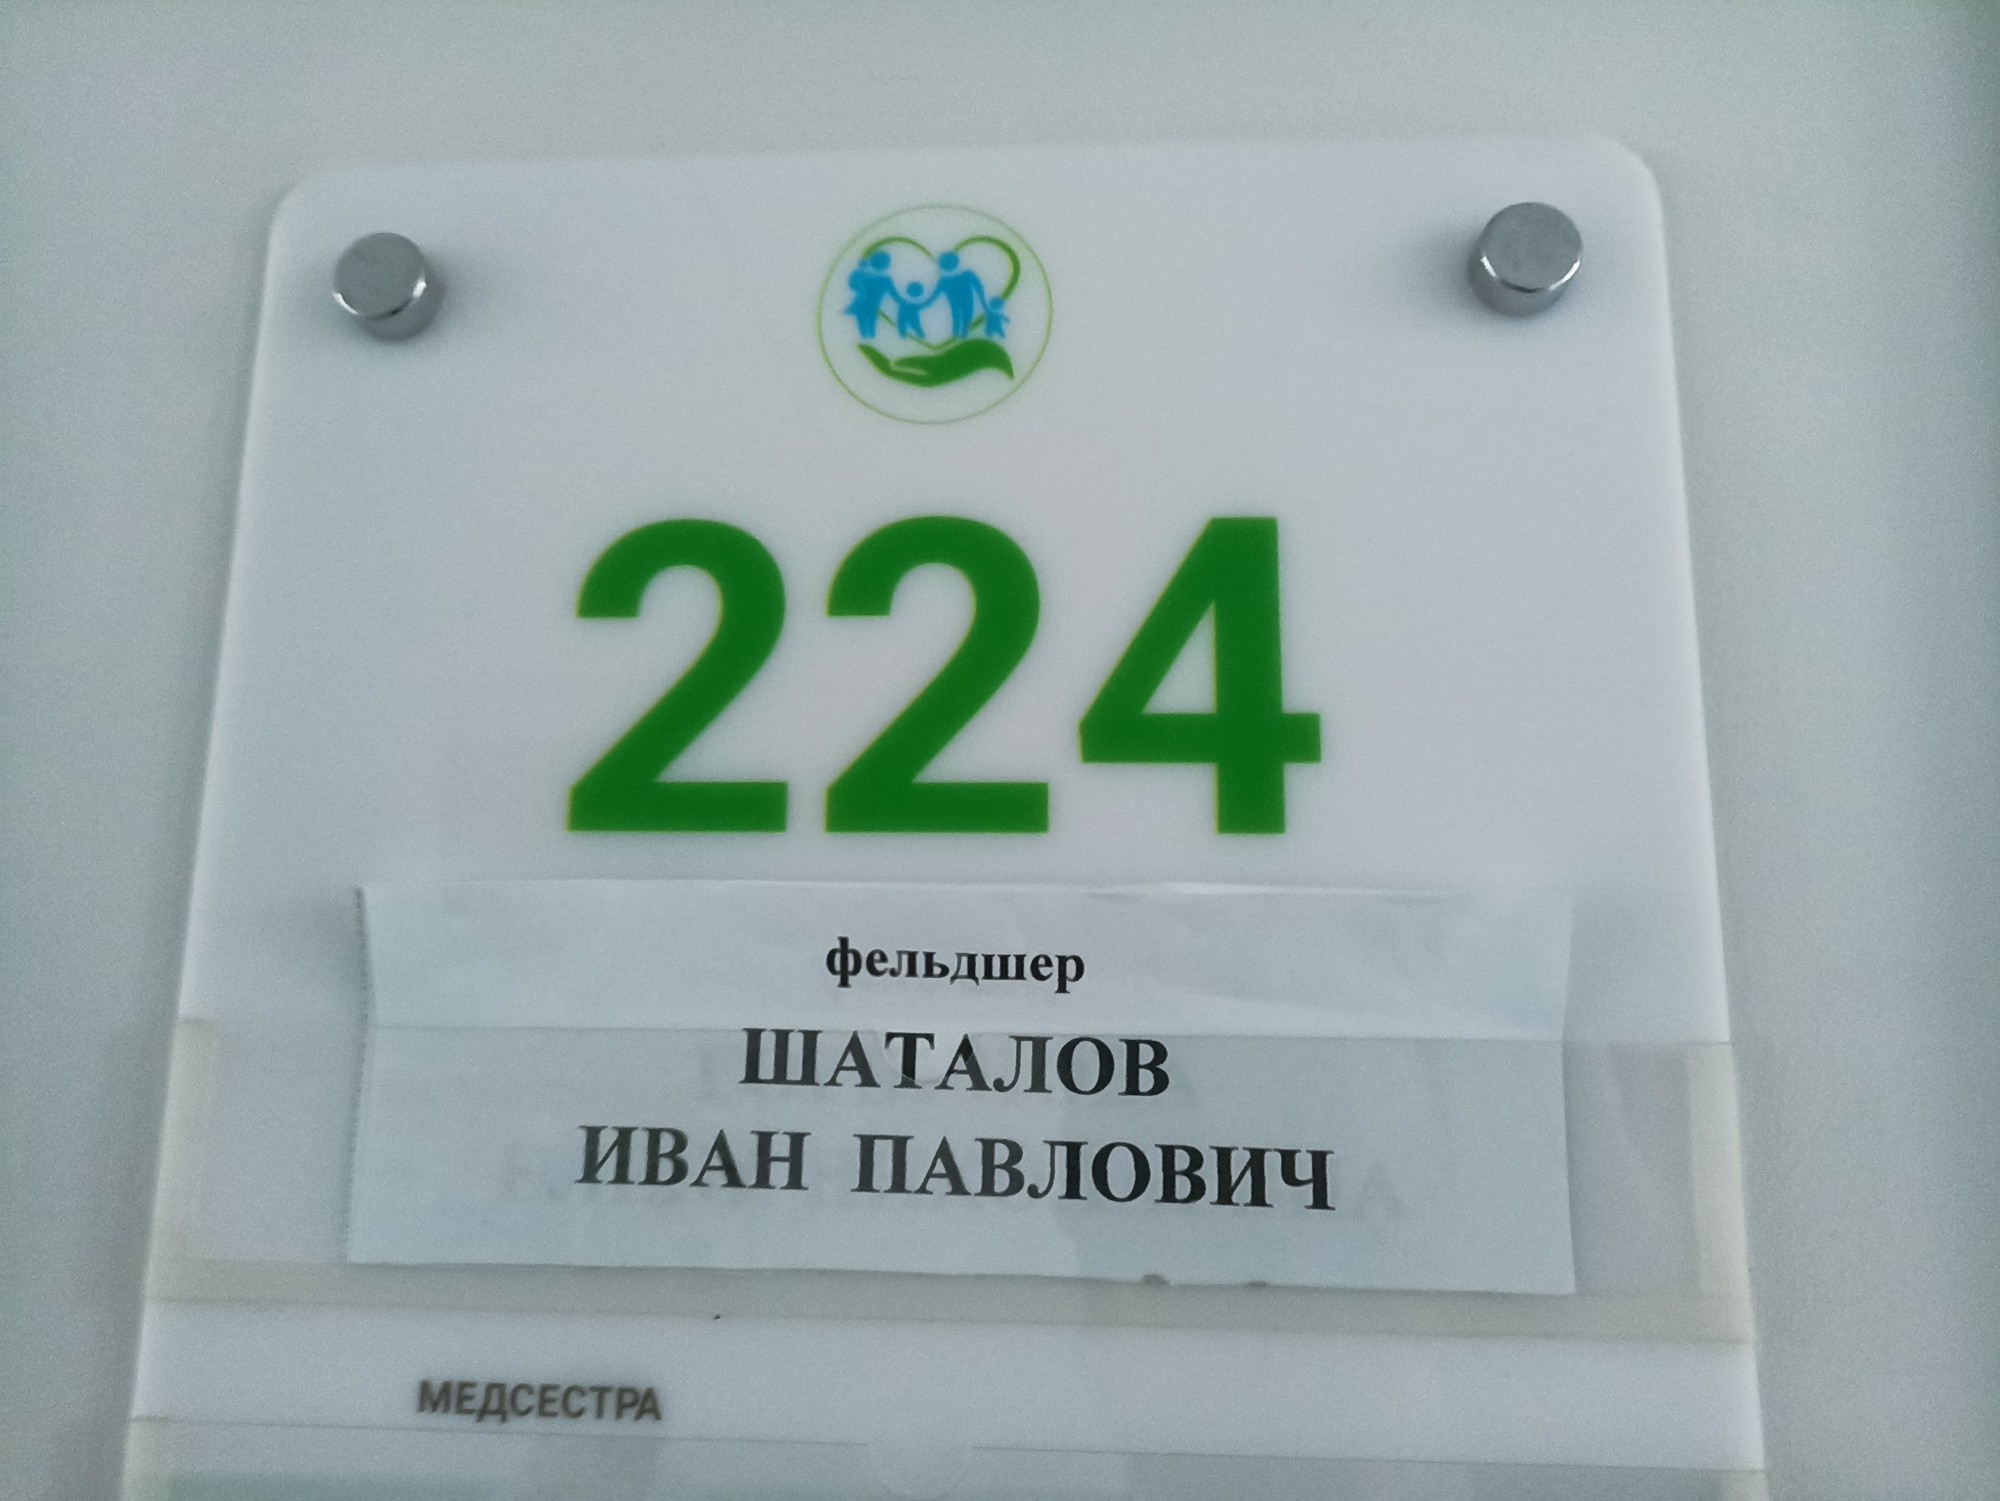 224
фельдшер
ШАТАЛОВ
ИВАН ПАВЛОВИЧ
МЕДСЕСТРА